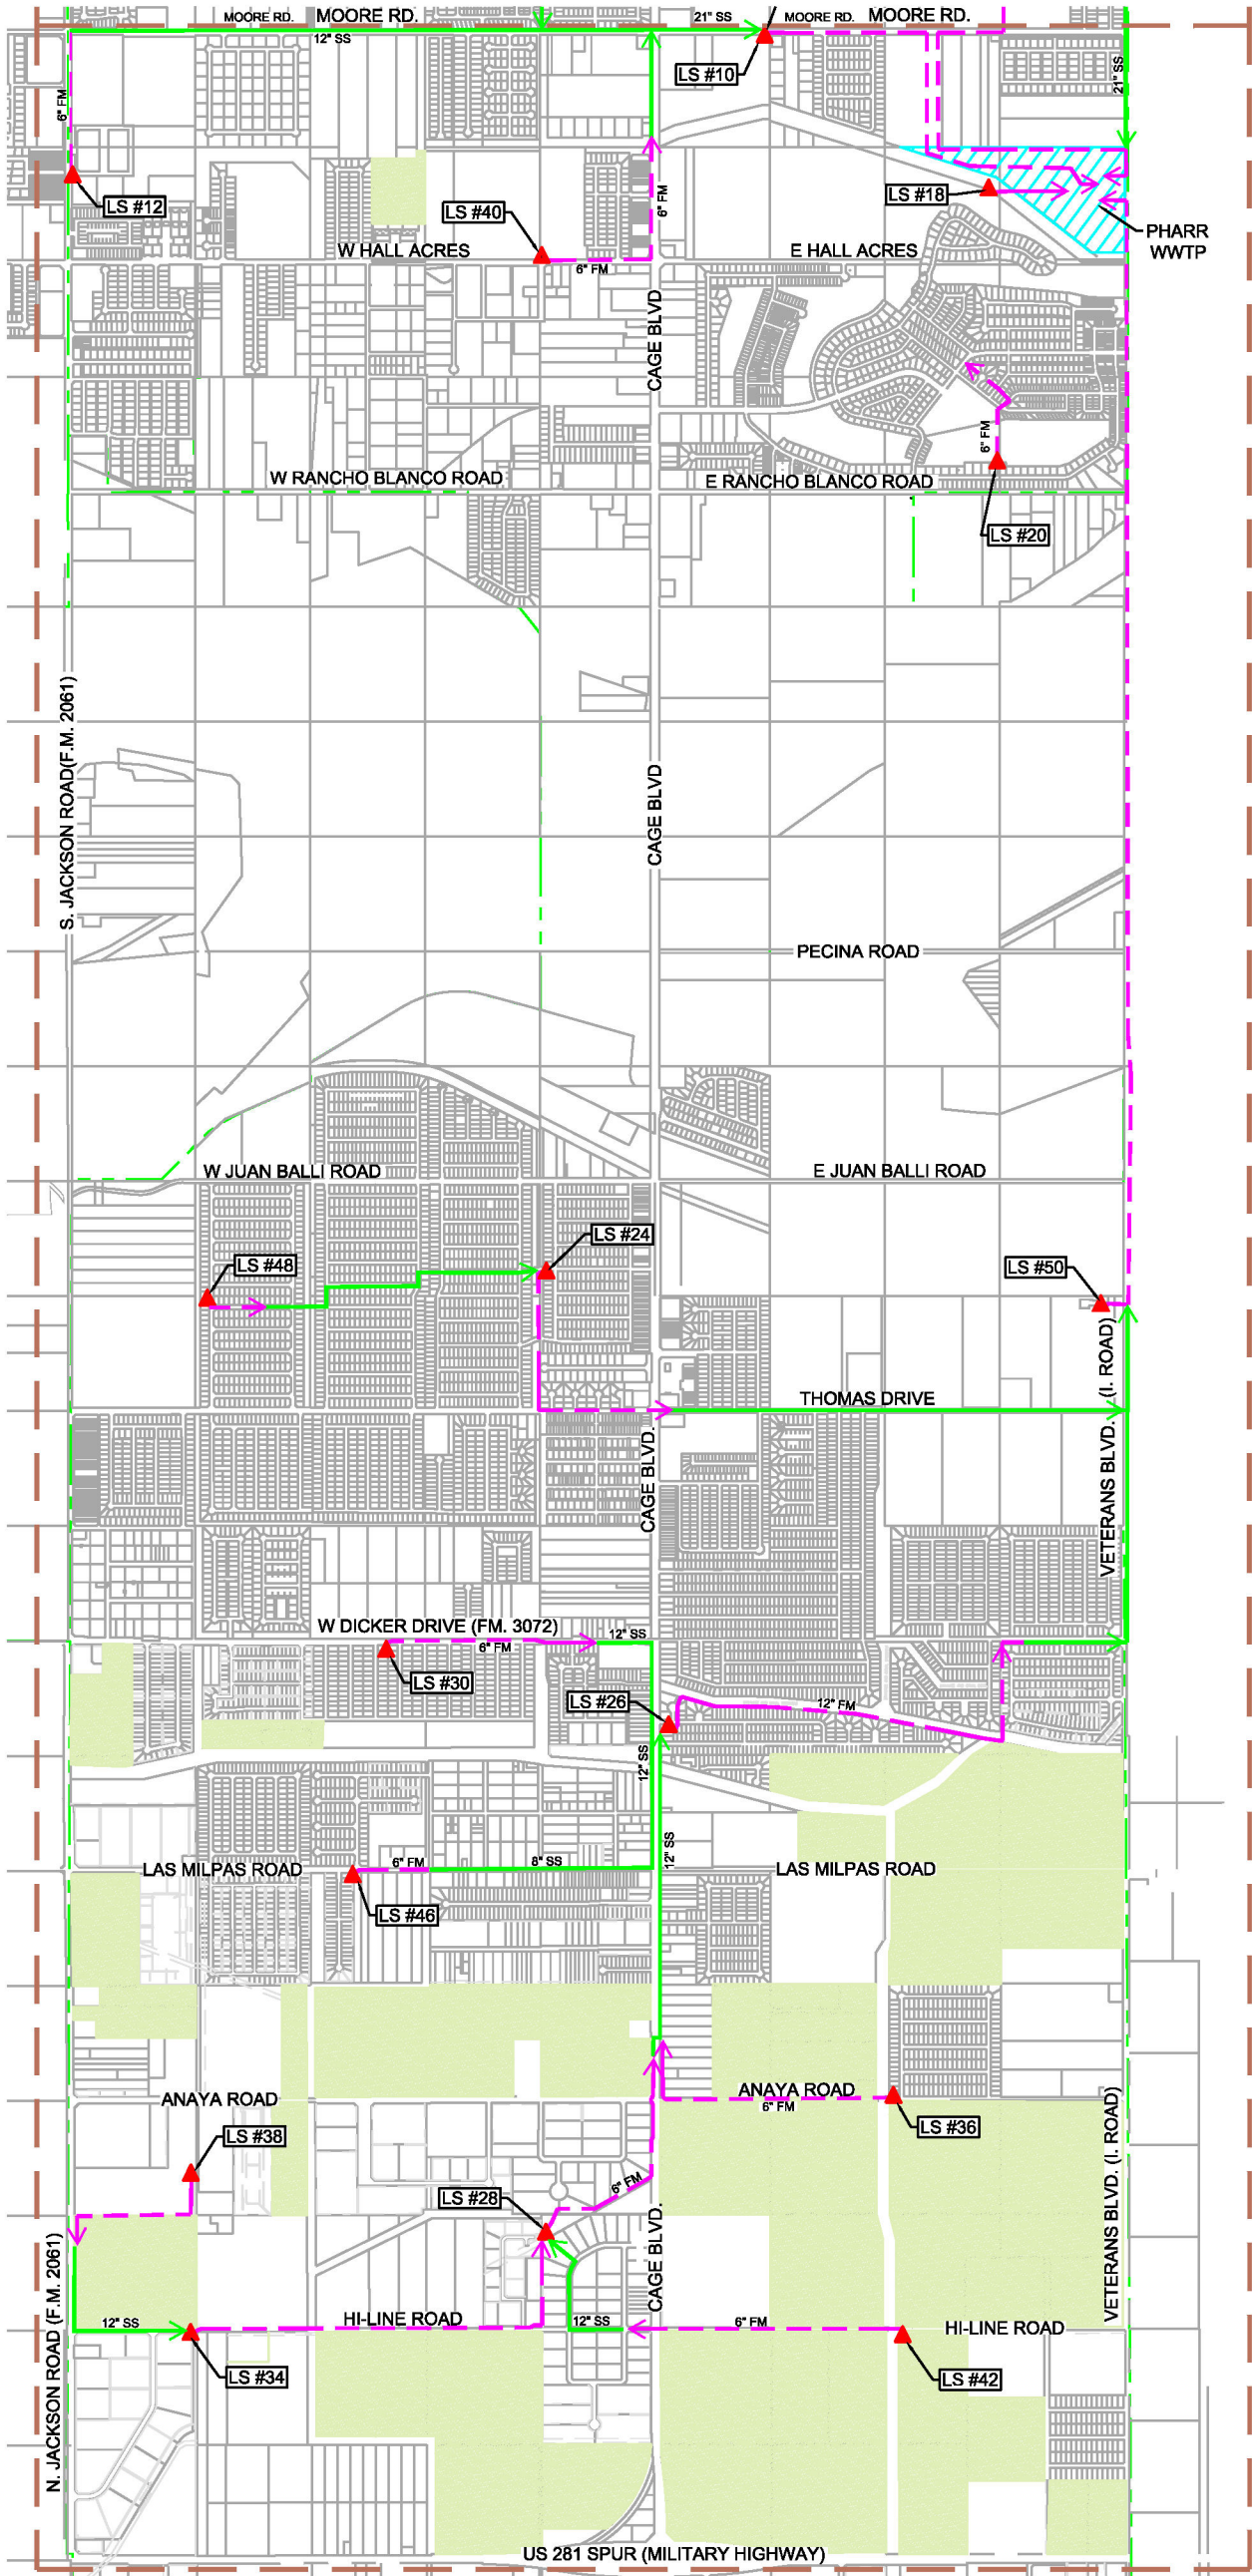 MOORE RD.
MOORE RD.
21" SS
MOORE RD.
MOORE RD.
12" SS
6" FM
LS #10
21" SS
LS #12
LS #40
6" FM
LS #18
PHARR
WWTP
W HALL ACRES
6" FM
E HALL ACRES
CAGE BLVD
6" FM
W RANCHO BLANCO ROAD
E RANCHO BLANCO ROAD
LS #20
S. JACKSON ROAD(F.M. 2061)
CAGE BLVD
PECINA ROAD
W JUAN BALLI ROAD
E JUAN BALLI ROAD
LS #24
LS #48
LS #50
(I. ROAD)
THOMAS DRIVE
CAGE BLVD.
VETERANS BLVD.
W DICKER DRIVE (FM. 3072)
12" SS
6" FM
LS #30
LS #26
12" FM
12" SS
12" SS
LAS MILPAS ROAD
6" FM
8" SS
LAS MILPAS ROAD
LS #46
ANAYA ROAD
ANAYA ROAD
6" FM
LS #36
LS #38
6" FM
LS #28
CAGE BLVD.
VETERANS BLVD. (I. ROAD)
N. JACKSON ROAD (F.M. 2061)
12" SS
HI-LINE ROAD
12" SS
6" FM
HI-LINE ROAD
LS #34
LS #42
US 281 SPUR (MILITARY HIGHWAY)